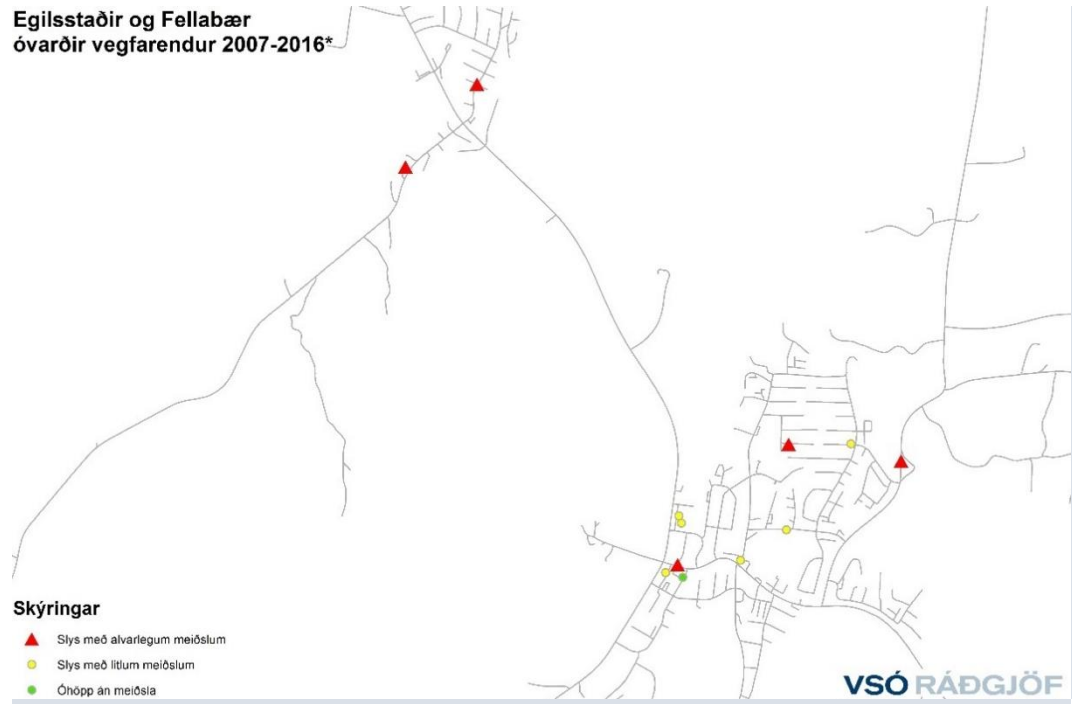 Egilsstaðir og Fellabær
óvarðir vegfarendur 2007-2016*
Skýringar
Slys með alvarlegum meiðslum
Slys með litlum meiðslum
Óhöpp án meiðsla
VSÓ RÁÐGJÖF